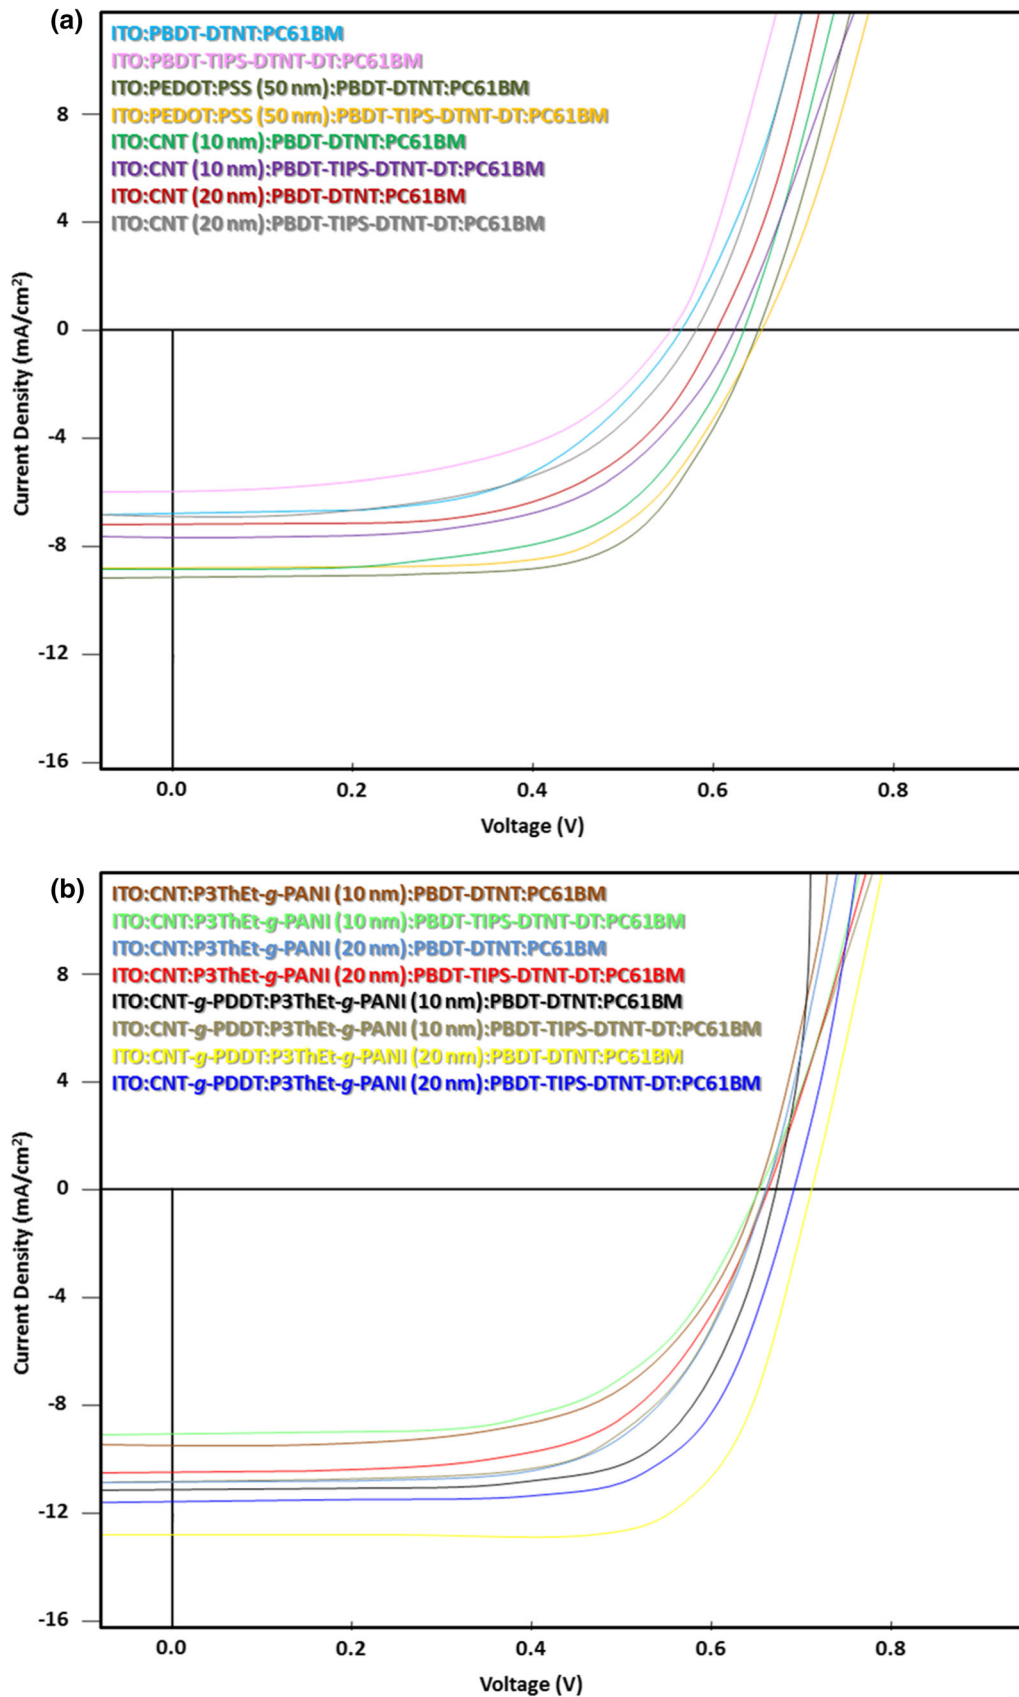 (a)
ITO:PBDT-DTNT:PC61BM
ITO:PBDT-TIPS-DTNT-DT:PC61BM
ITO:PEDOT:PSS (50 nm):PBDT-DTNT:PC61BM
ITO:PEDOT:PSS (50 nm):PBDT-TIPS-DTNT-DT:PC61BM
ITO:CNT (10 nm):PBDT-DTNT:PC61BM
ITO:CNT (10 nm):PBDT-TIPS-DTNT-DT:PC61BM
ITO:CNT (20 nm):PBDT-DTNT:PC61BM
ITO:CNT (20 nm):PBDT-TIPS-DTNT-DT:PC61BM
8
4
0
-4
-8
-12
-16
Current Density (mA/cm²)
0.0 0.2 0.4 0.6 0.8
Voltage (V)
(b)
ITO:CNT:P3ThEt-g-PANI (10 nm):PBDT-DTNT:PC61BM
ITO:CNT:P3ThEt-g-PANI (10 nm):PBDT-TIPS-DTNT-DT:PC61BM
ITO:CNT:P3ThEt-g-PANI (20 nm):PBDT-DTNT:PC61BM
ITO:CNT:P3ThEt-g-PANI (20 nm):PBDT-TIPS-DTNT-DT:PC61BM
ITO:CNT-g-PDDT:P3ThEt-g-PANI (10 nm):PBDT-DTNT:PC61BM
ITO:CNT-g-PDDT:P3ThEt-g-PANI (10 nm):PBDT-TIPS-DTNT-DT:PC61BM
ITO:CNT-g-PDDT:P3ThEt-g-PANI (20 nm):PBDT-DTNT:PC61BM
ITO:CNT-g-PDDT:P3ThEt-g-PANI (20 nm):PBDT-TIPS-DTNT-DT:PC61BM
8
4
0
-4
-8
-12
-16
Current Density (mA/cm²)
0.0 0.2 0.4 0.6 0.8
Voltage (V)